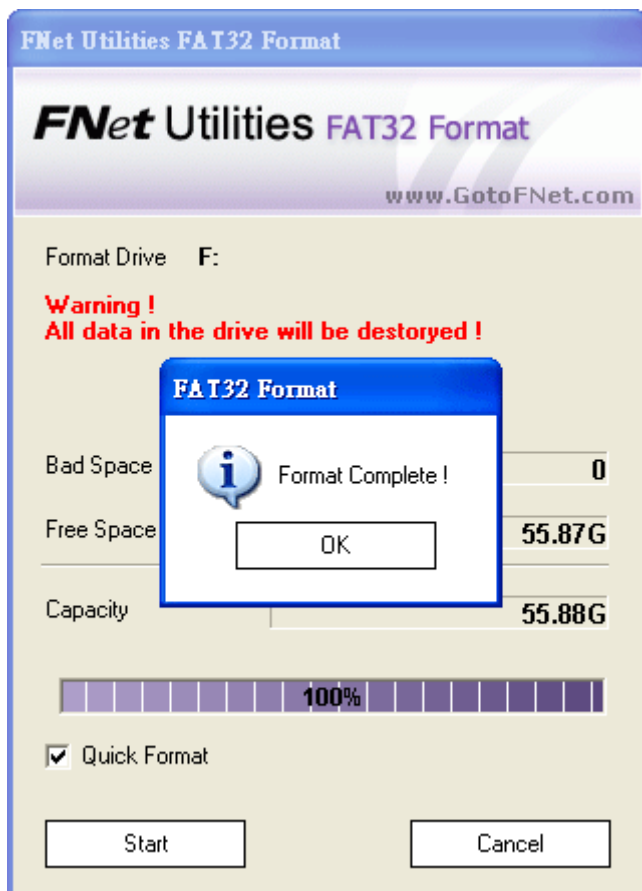 FNet Utilities FAT32 Format
FNet Utilities FAT32 Format
www.GotoFNet.com
Format Drive F:
Warning !
All data in the drive will be destoryed !
FAT32 Format
Format Complete !
OK
Bad Space 0
Free Space 55.87G
Capacity 55.88G
100%
Quick Format
Start Cancel